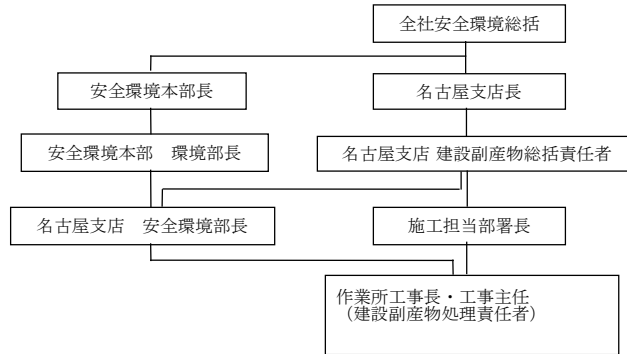 全社安全環境総括
安全環境本部長
名古屋支店長
安全環境本部　環境部長
名古屋支店 建設副産物総括責任者
名古屋支店　安全環境部長
施工担当部署長
作業所工事長・工事主任
（建設副産物処理責任者）